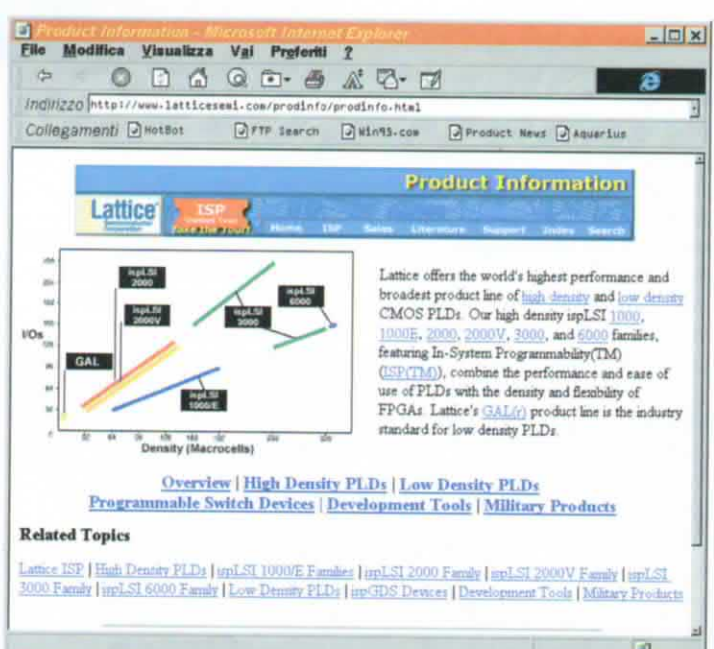 Product Information - Microsoft Internet Explorer
File Modifica Visualizza Vai Preferiti ?
Indirizzo http://www.latticesemi.com/prodinfo/prodinfo.html
Collegamenti HotBot FTP Search Win95.com Product News Aquarius
Product Information
Lattice
Semiconductor
Corporation
ISP
Take the Tour!
Home ISP Sales Literature Support Index Search
ispLSI
2000
ispLSI
2000V
ispLSI
3000
ispLSI
6000
I/Os
GAL
ispLSI
1000/E
Density (Macrocells)
Lattice offers the world's highest performance and
broadest product line of high density and low density
CMOS PLDs. Our high density ispLSI 1000,
1000E, 2000, 2000V, 3000, and 6000 families,
featuring In-System Programmability(TM)
(ISP(TM)), combine the performance and ease of
use of PLDs with the density and flexibility of
FPGAs. Lattice's GAL(r) product line is the industry
standard for low density PLDs.
Overview | High Density PLDs | Low Density PLDs
Programmable Switch Devices | Development Tools | Military Products
Related Topics
Lattice ISP | High Density PLDs | ispLSI 1000/E Families | ispLSI 2000 Family | ispLSI 2000V Family | ispLSI
3000 Family | ispLSI 6000 Family | Low Density PLDs | ispGDS Devices | Development Tools | Military Products